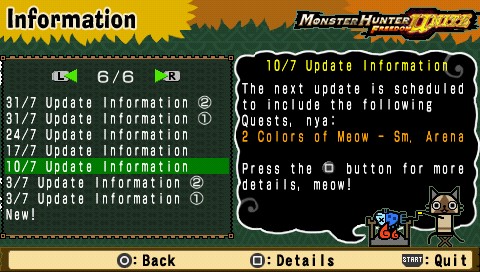 Information
MONSTER HUNTER
FREEDOM UNITE
L 6/6 R
31/7 Update Information ②
31/7 Update Information ①
24/7 Update Information
17/7 Update Information
10/7 Update Information
3/7 Update Information ②
3/7 Update Information ①
New!
10/7 Update Information
The next update is scheduled
to include the following
Quests, nya:
2 Colors of Meow - Sm. Arena
Press the □ button for more
details, meow!
○: Back
□: Details
START: Quit